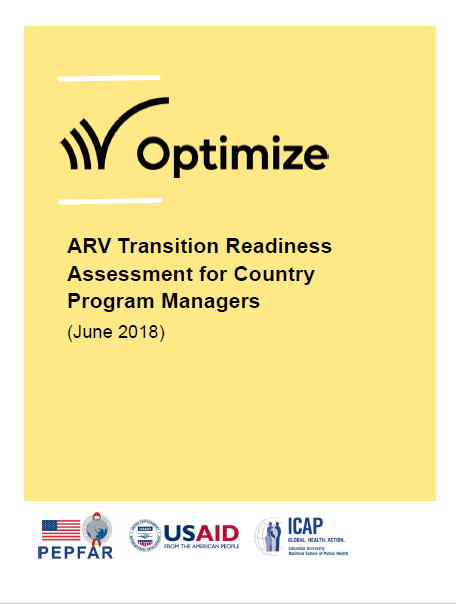 Optimize
ARV Transition Readiness
Assessment for Country
Program Managers
(June 2018)
PEPFAR
USAID
USAID
FROM THE AMERICAN PEOPLE
ICAP
GLOBAL. HEALTH. ACTION.
Columbia University
Mailman School of Public Health